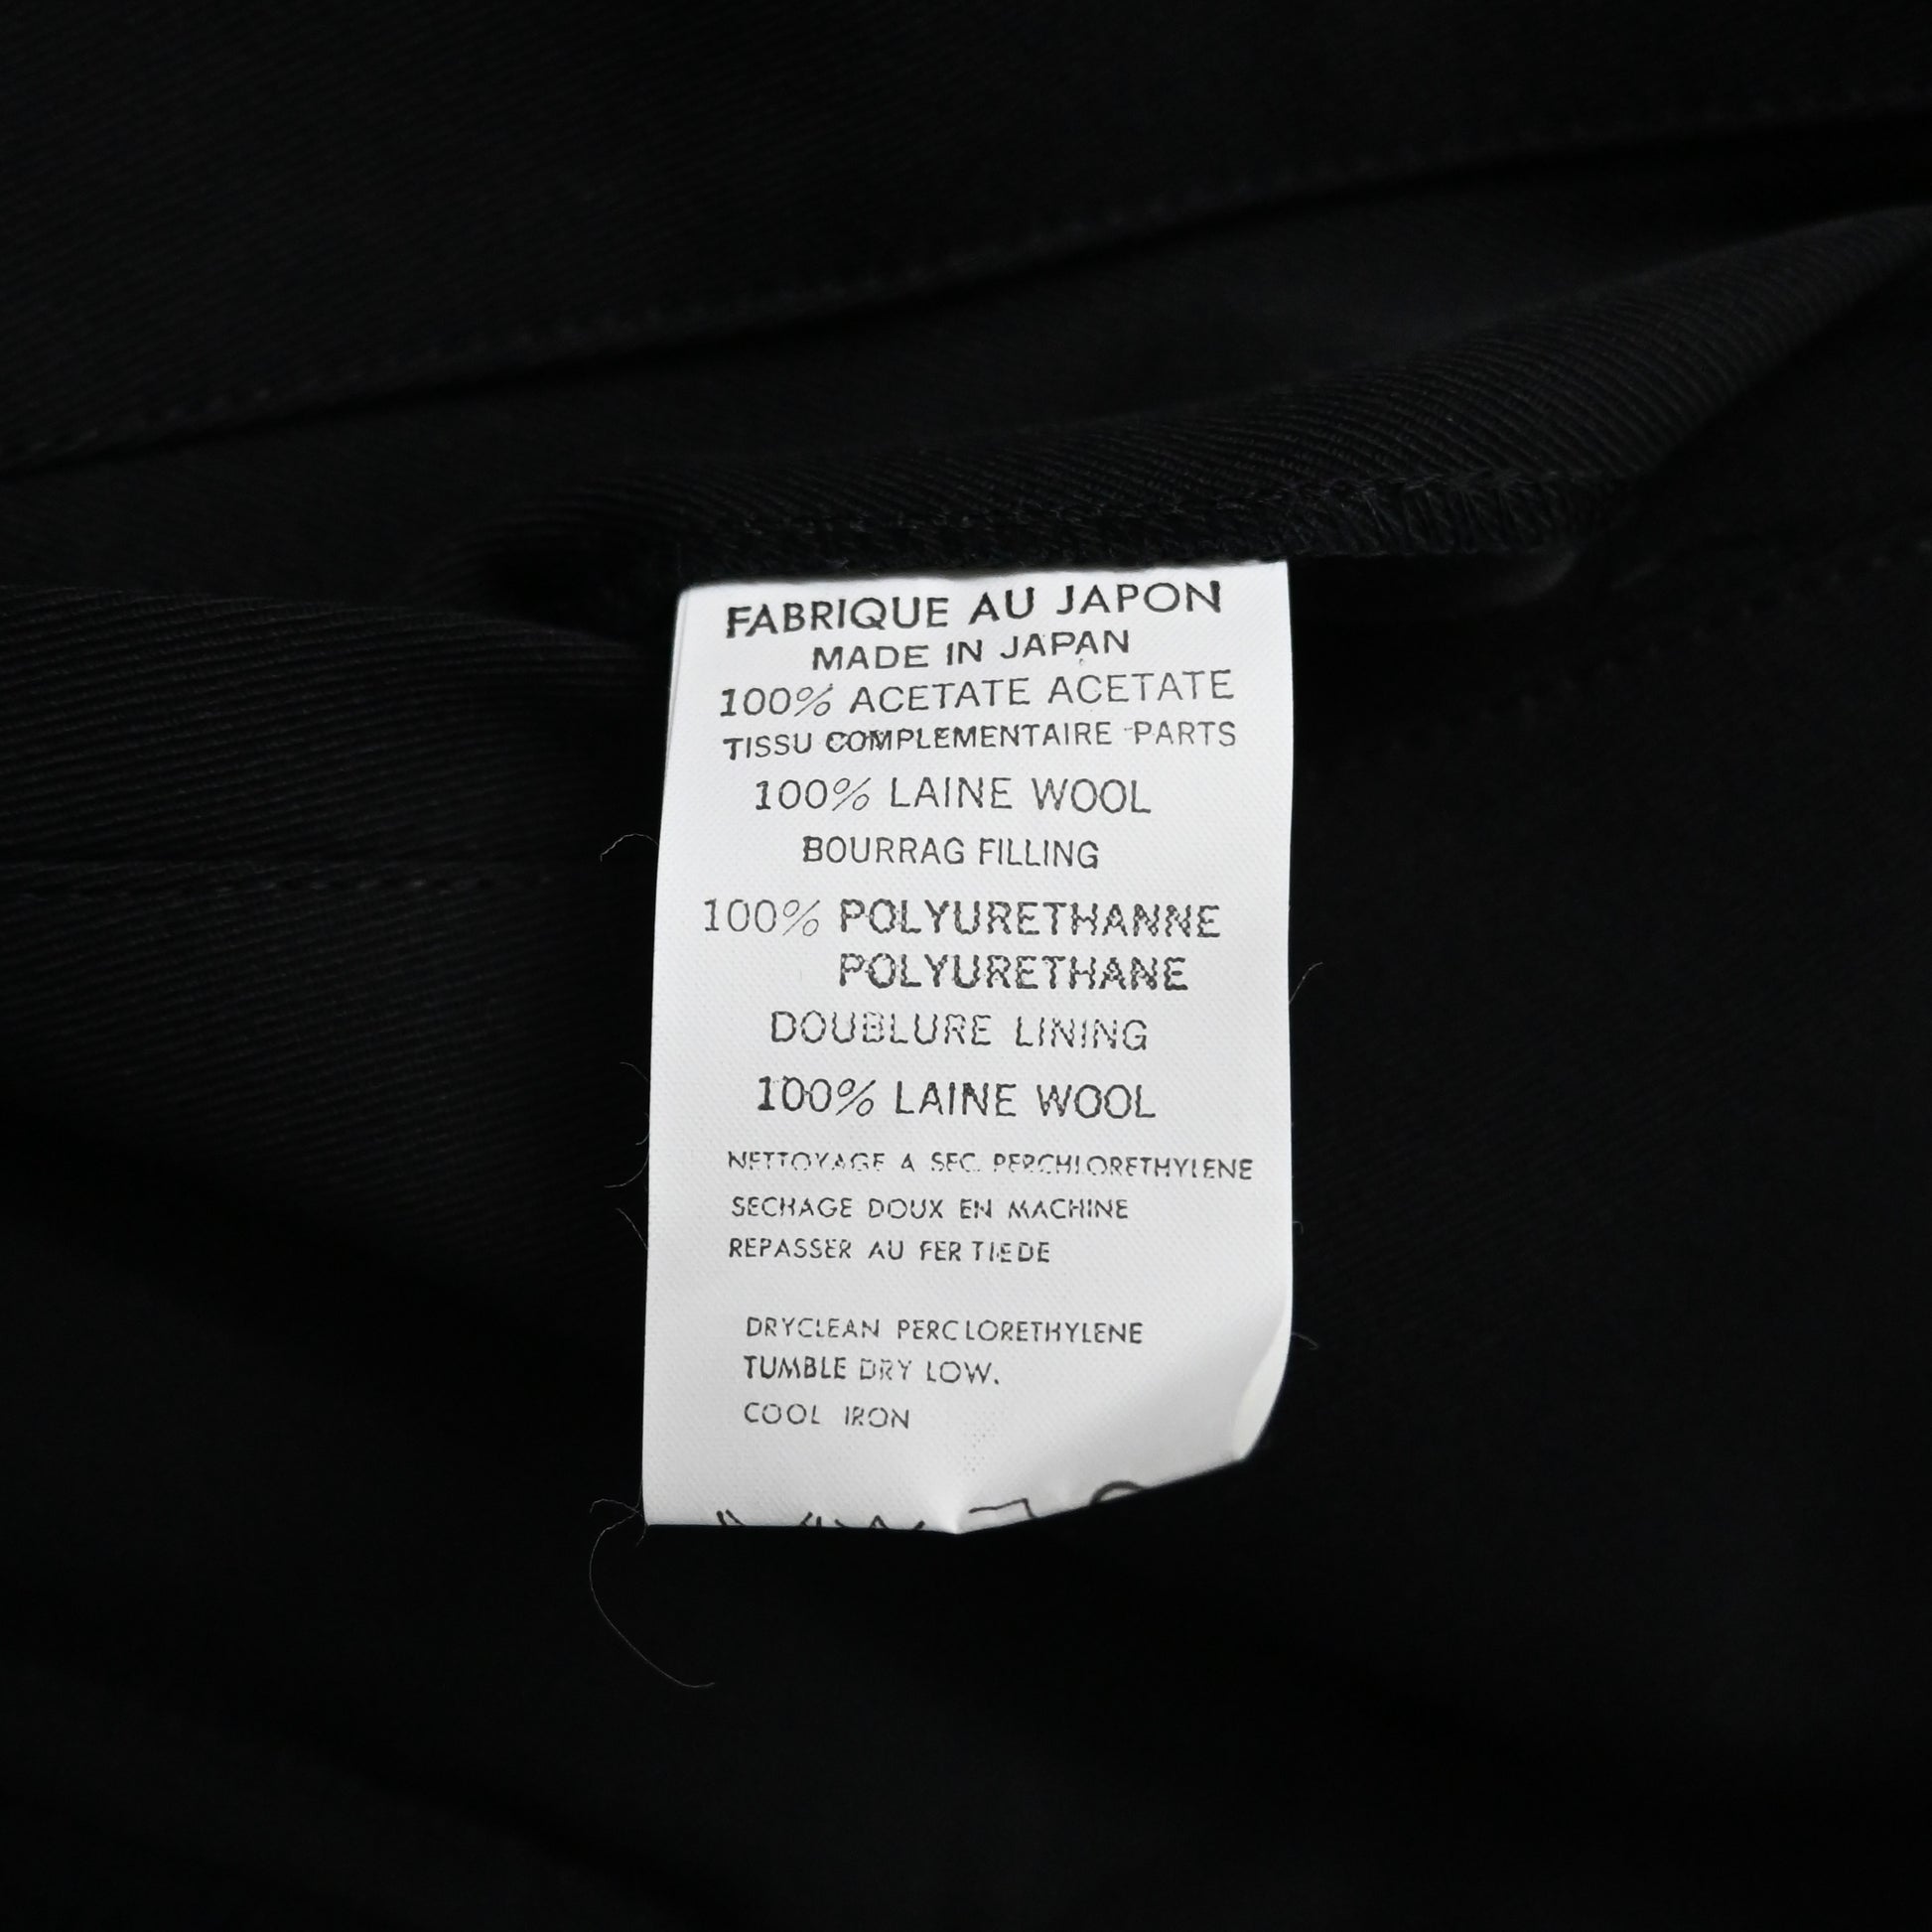 FABRIQUE AU JAPON
MADE IN JAPAN
100% ACETATE ACETATE
TISSU COMPLEMENTAIRE PARTS
100% LAINE WOOL
BOURRAG FILLING
100% POLYURETHANNE
POLYURETHANE
DOUBLURE LINING
100% LAINE WOOL
NETTOYAGE A SEC PERCHLORETHYLENE
SECHAGE DOUX EN MACHINE
REPASSER AU FER TIEDE
DRYCLEAN PERCLORETHYLENE
TUMBLE DRY LOW.
COOL IRON